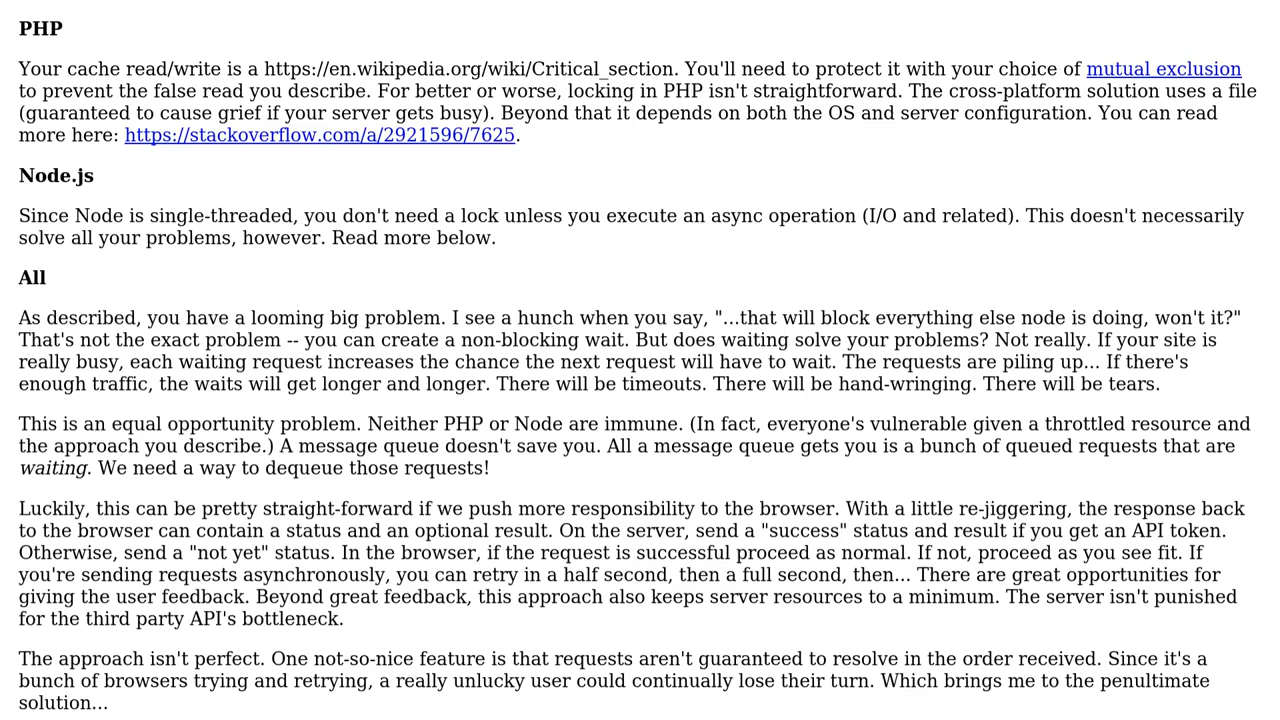 PHP
Your cache read/write is a https://en.wikipedia.org/wiki/Critical_section. You'll need to protect it with your choice of mutual exclusion
to prevent the false read you describe. For better or worse, locking in PHP isn't straightforward. The cross-platform solution uses a file
(guaranteed to cause grief if your server gets busy). Beyond that it depends on both the OS and server configuration. You can read
more here: https://stackoverflow.com/a/2921596/7625.
Node.js
Since Node is single-threaded, you don't need a lock unless you execute an async operation (I/O and related). This doesn't necessarily
solve all your problems, however. Read more below.
All
As described, you have a looming big problem. I see a hunch when you say, "...that will block everything else node is doing, won't it?"
That's not the exact problem -- you can create a non-blocking wait. But does waiting solve your problems? Not really. If your site is
really busy, each waiting request increases the chance the next request will have to wait. The requests are piling up... If there's
enough traffic, the waits will get longer and longer. There will be timeouts. There will be hand-wringing. There will be tears.
This is an equal opportunity problem. Neither PHP or Node are immune. (In fact, everyone's vulnerable given a throttled resource and
the approach you describe.) A message queue doesn't save you. All a message queue gets you is a bunch of queued requests that are
waiting. We need a way to dequeue those requests!
Luckily, this can be pretty straight-forward if we push more responsibility to the browser. With a little re-jiggering, the response back
to the browser can contain a status and an optional result. On the server, send a "success" status and result if you get an API token.
Otherwise, send a "not yet" status. In the browser, if the request is successful proceed as normal. If not, proceed as you see fit. If
you're sending requests asynchronously, you can retry in a half second, then a full second, then... There are great opportunities for
giving the user feedback. Beyond great feedback, this approach also keeps server resources to a minimum. The server isn't punished
for the third party API's bottleneck.
The approach isn't perfect. One not-so-nice feature is that requests aren't guaranteed to resolve in the order received. Since it's a
bunch of browsers trying and retrying, a really unlucky user could continually lose their turn. Which brings me to the penultimate
solution...